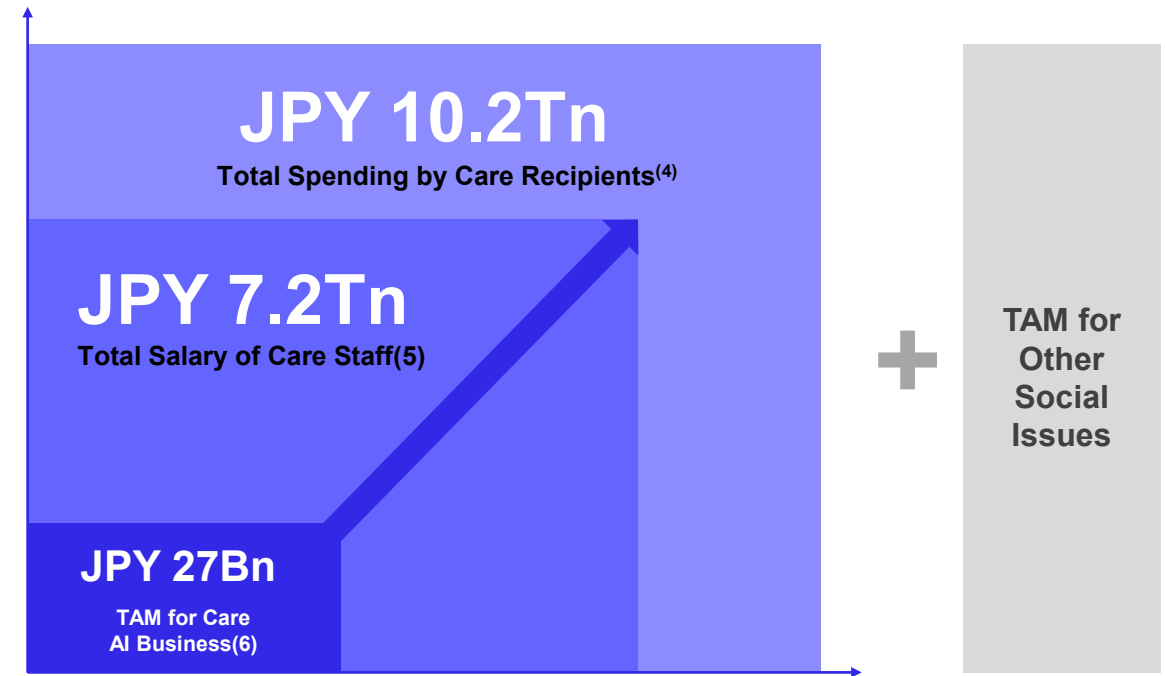 JPY 10.2Tn
Total Spending by Care Recipients(4)
JPY 7.2Tn
Total Salary of Care Staff(5)
JPY 27Bn
TAM for Care
AI Business(6)
+
TAM for
Other
Social
Issues